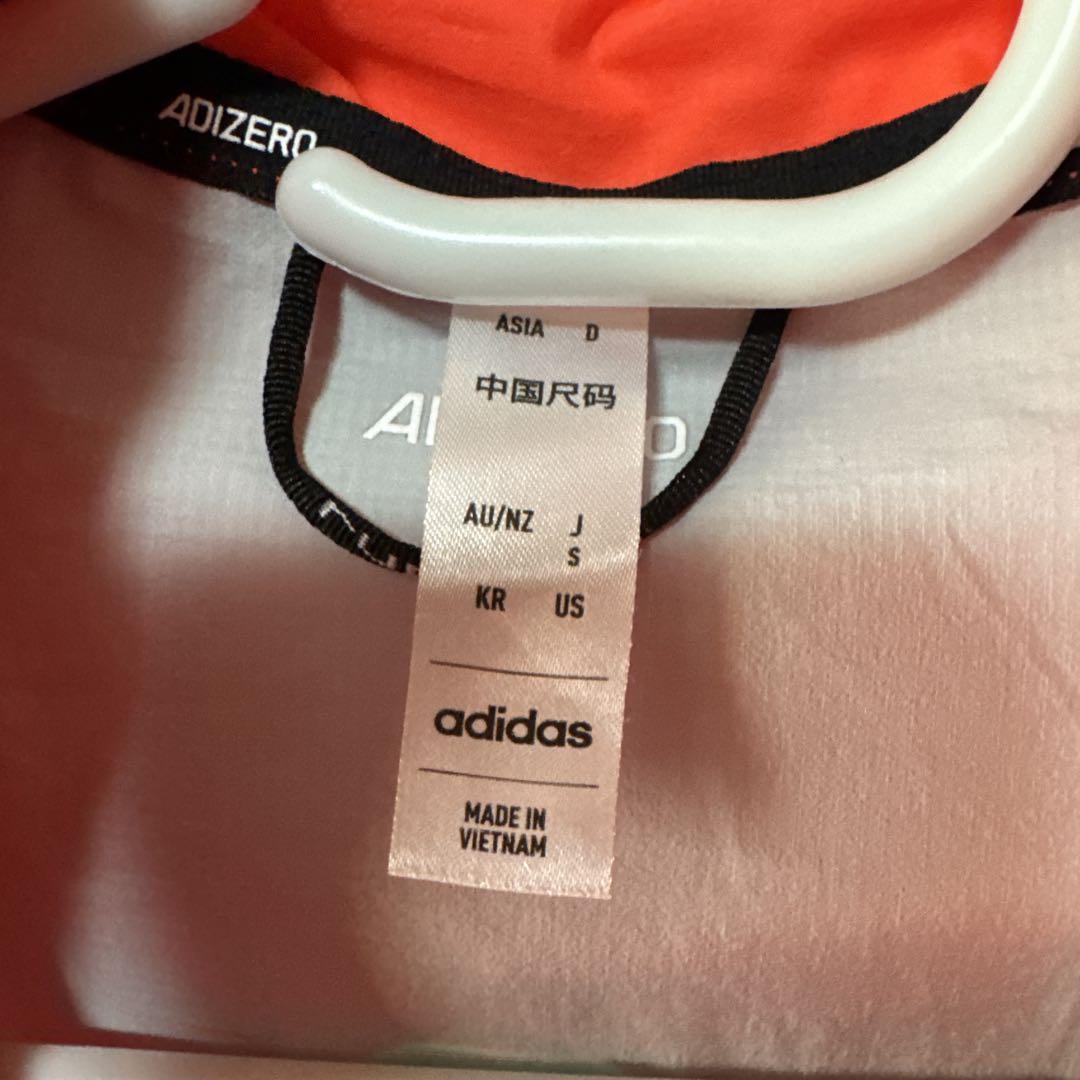 ADIZERO
ASIA D
中国尺码
AU/NZ J
S
KR US
adidas
MADE IN
VIETNAM